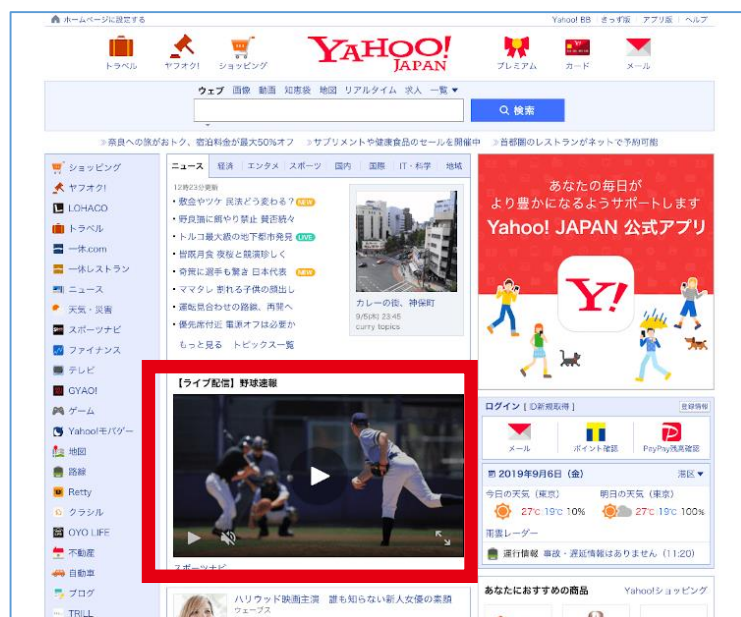 ホームページに設定する
Yahoo! BB きっず版 アプリ版 ヘルプ
トラベル ヤフオク! ショッピング
YAHOO! JAPAN
プレミアム カード メール
ウェブ 画像 動画 知恵袋 地図 リアルタイム 求人 一覧▼
検索
奈良への旅がおトク、宿泊料金が最大50%オフ
サプリメントや健康食品のセールを開催中
首都圏のレストランがネットで予約可能
ショッピング
ヤフオク!
LOHACO
トラベル
一休.com
一休レストラン
ニュース
天気・災害
スポーツナビ
ファイナンス
テレビ
GYAO!
ゲーム
Yahoo!モバゲー
地図
路線
Retty
クラシル
OYO LIFE
不動産
自動車
ブログ
TRILL
ニュース 経済 エンタメ スポーツ 国内 国際 IT・科学 地域
12時23分更新
・敷金やツケ 民法どう変わる? NEW
・野良猫に餌やり禁止 賛否続々
・トルコ最大級の地下都市発見 LIVE
・皆既月食 夜桜と競演珍しく
・奇策に選手も驚き 日本代表 NEW
・ママタレ 断れる子供の顔出し
・運転見合わせの路線、再開へ
・優先席付近 電源オフは必要か
もっと見る トピックス一覧
カレーの街、神保町
9/5(木) 23:45
curry topics
【ライブ配信】野球速報
スポーツナビ
ハリウッド映画主演 誰も知らない新人女優の素顔
ウェーブス
あなたの毎日が
より豊かになるようサポートします
Yahoo! JAPAN 公式アプリ
Y!
ログイン [ ID新規取得 ] 登録情報
メール ポイント確認 PayPay残高確認
2019年9月6日(金) 港区▼
今日の天気(東京) 明日の天気(東京)
27℃ 19℃ 10% 27℃ 19℃ 100%
雨雲レーダー
運行情報 事故・遅延情報はありません(11:20)
あなたにおすすめの商品 Yahoo!ショッピング